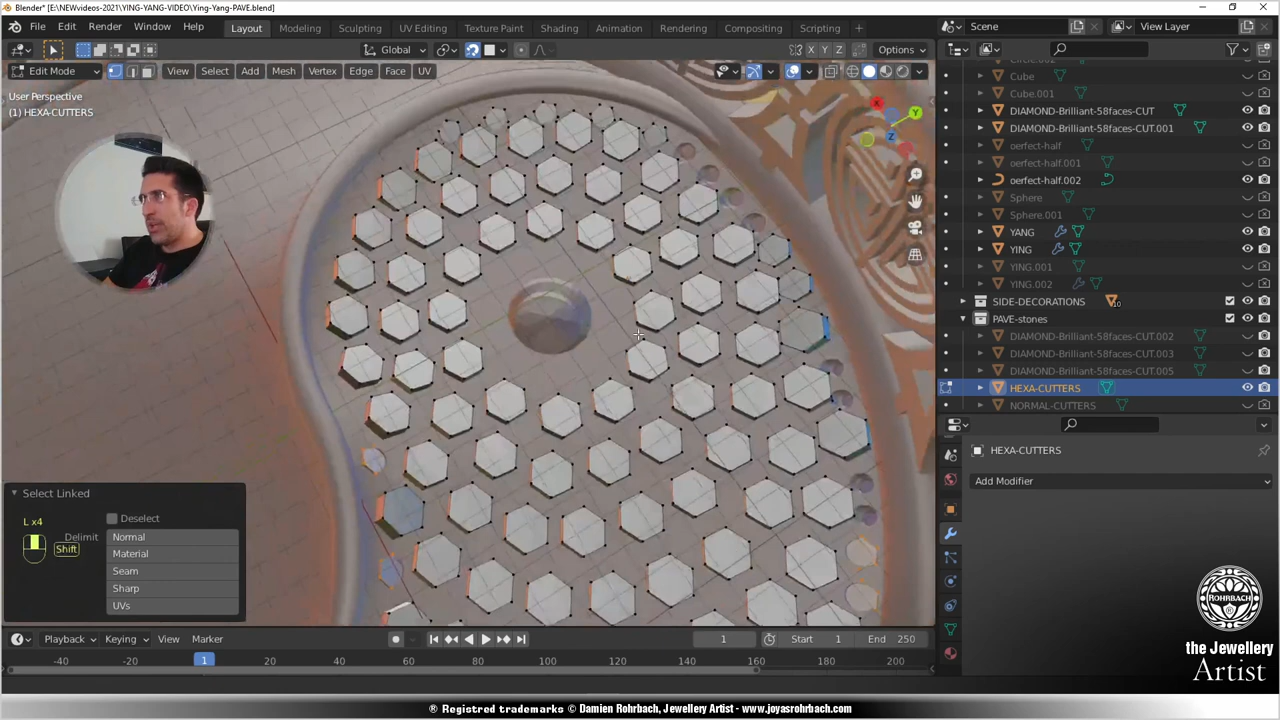 Blender* [E:\NEWvideos-2021\YING-YANG-VIDEO\Ying-Yang-PAVE.blend]
File Edit Render Window Help Layout Modeling Sculpting UV Editing Texture Paint Shading Animation Rendering Compositing Scripting + Scene View Layer
Global X Y Z Options
Edit Mode View Select Add Mesh Vertex Edge Face UV
User Perspective
(1) HEXA-CUTTERS
X
Y
Z
Cube
Cube.001
DIAMOND-Brilliant-58faces-CUT
DIAMOND-Brilliant-58faces-CUT.001
oerfect-half
oerfect-half.001
oerfect-half.002
Sphere
Sphere.001
YANG
YING
YING.001
YING.002
SIDE-DECORATIONS 10
PAVE-stones
DIAMOND-Brilliant-58faces-CUT.002
DIAMOND-Brilliant-58faces-CUT.003
DIAMOND-Brilliant-58faces-CUT.005
HEXA-CUTTERS
NORMAL-CUTTERS
HEXA-CUTTERS
Add Modifier
Select Linked
L x4
Shift
Deselect
Delimit Normal
Material
Seam
Sharp
UVs
Playback Keying View Marker 1 Start 1 End 250
-40 -20 1 20 40 60 80 100 120 140 160 180 200
ROHRBACH
the Jewellery
Artist
® Registered trademarks © Damien Rohrbach, Jewellery Artist - www.joyasrohrbach.com